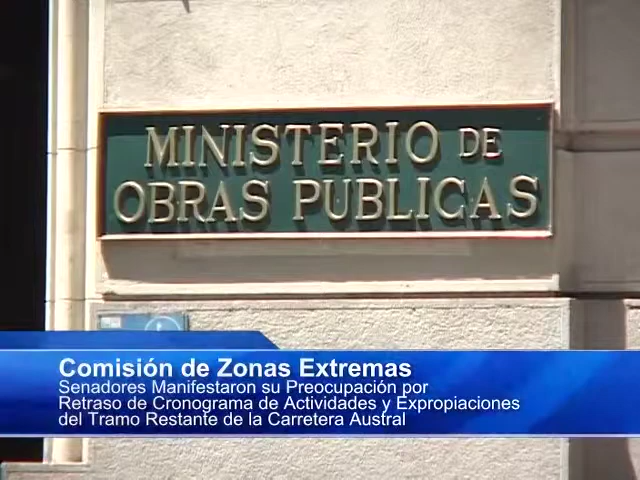 MINISTERIO DE
OBRAS PUBLICAS
Comisión de Zonas Extremas
Senadores Manifestaron su Preocupación por
Retraso de Cronograma de Actividades y Expropiaciones
del Tramo Restante de la Carretera Austral